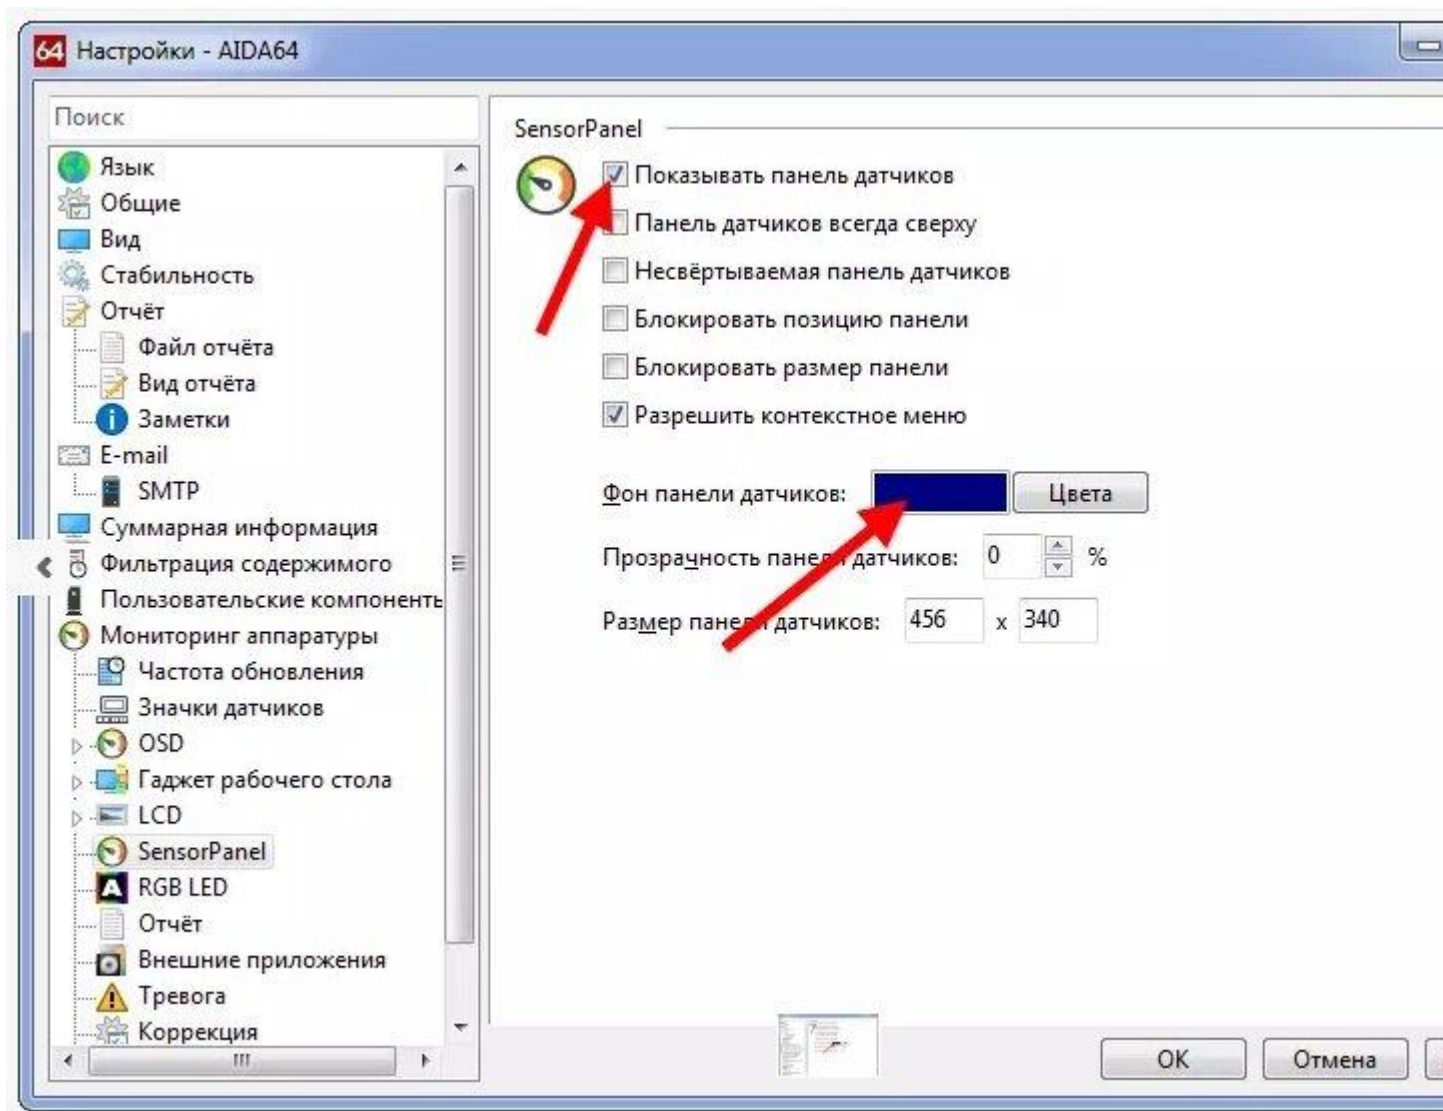 64 Настройки - AIDA64
Поиск
Язык
Общие
Вид
Стабильность
Отчёт
Файл отчёта
Вид отчёта
Заметки
E-mail
SMTP
Суммарная информация
Фильтрация содержимого
Пользовательские компоненты
Мониторинг аппаратуры
Частота обновления
Значки датчиков
OSD
Гаджет рабочего стола
LCD
SensorPanel
RGB LED
Отчёт
Внешние приложения
Тревога
Коррекция
SensorPanel
Показывать панель датчиков
Панель датчиков всегда сверху
Несвёртываемая панель датчиков
Блокировать позицию панели
Блокировать размер панели
Разрешить контекстное меню
Фон панели датчиков: Цвета
Прозрачность панели датчиков: 0 %
Размер панели датчиков: 456 x 340
OK Отмена